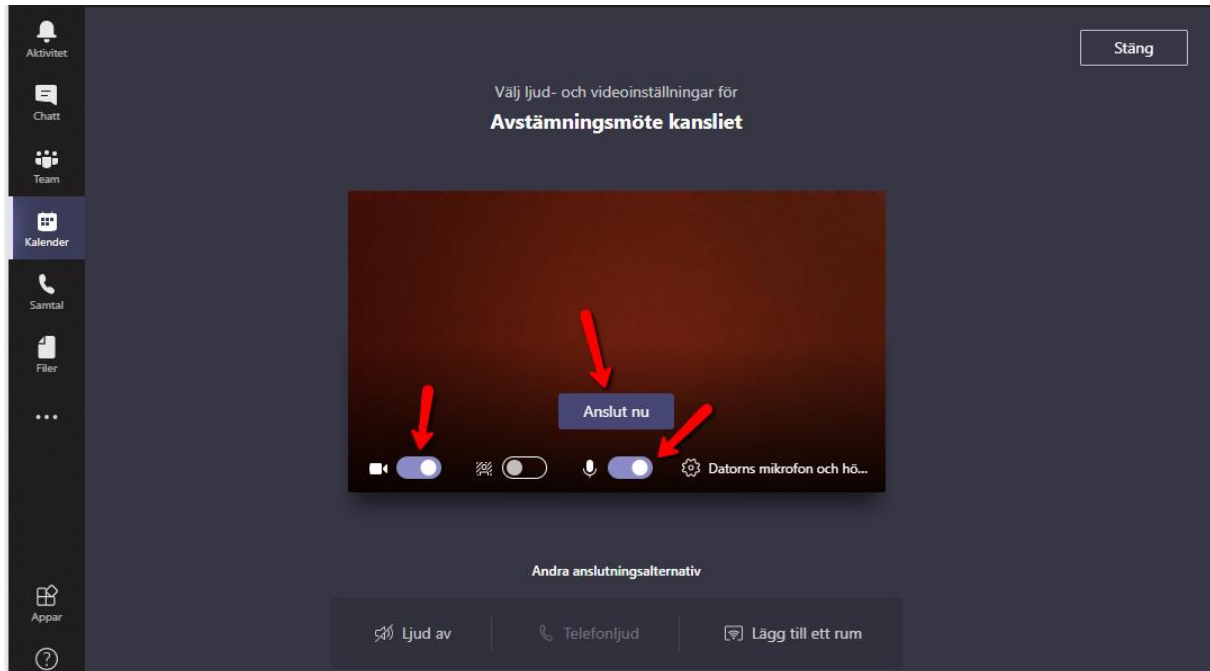 Aktivitet
Chatt
Team
Kalender
Samtal
Filer
Appar
Stäng
Välj ljud- och videoinställningar för
Avstämningsmöte kansliet
Anslut nu
Datorns mikrofon och hö...
Andra anslutningsalternativ
Ljud av
Telefonljud
Lägg till ett rum